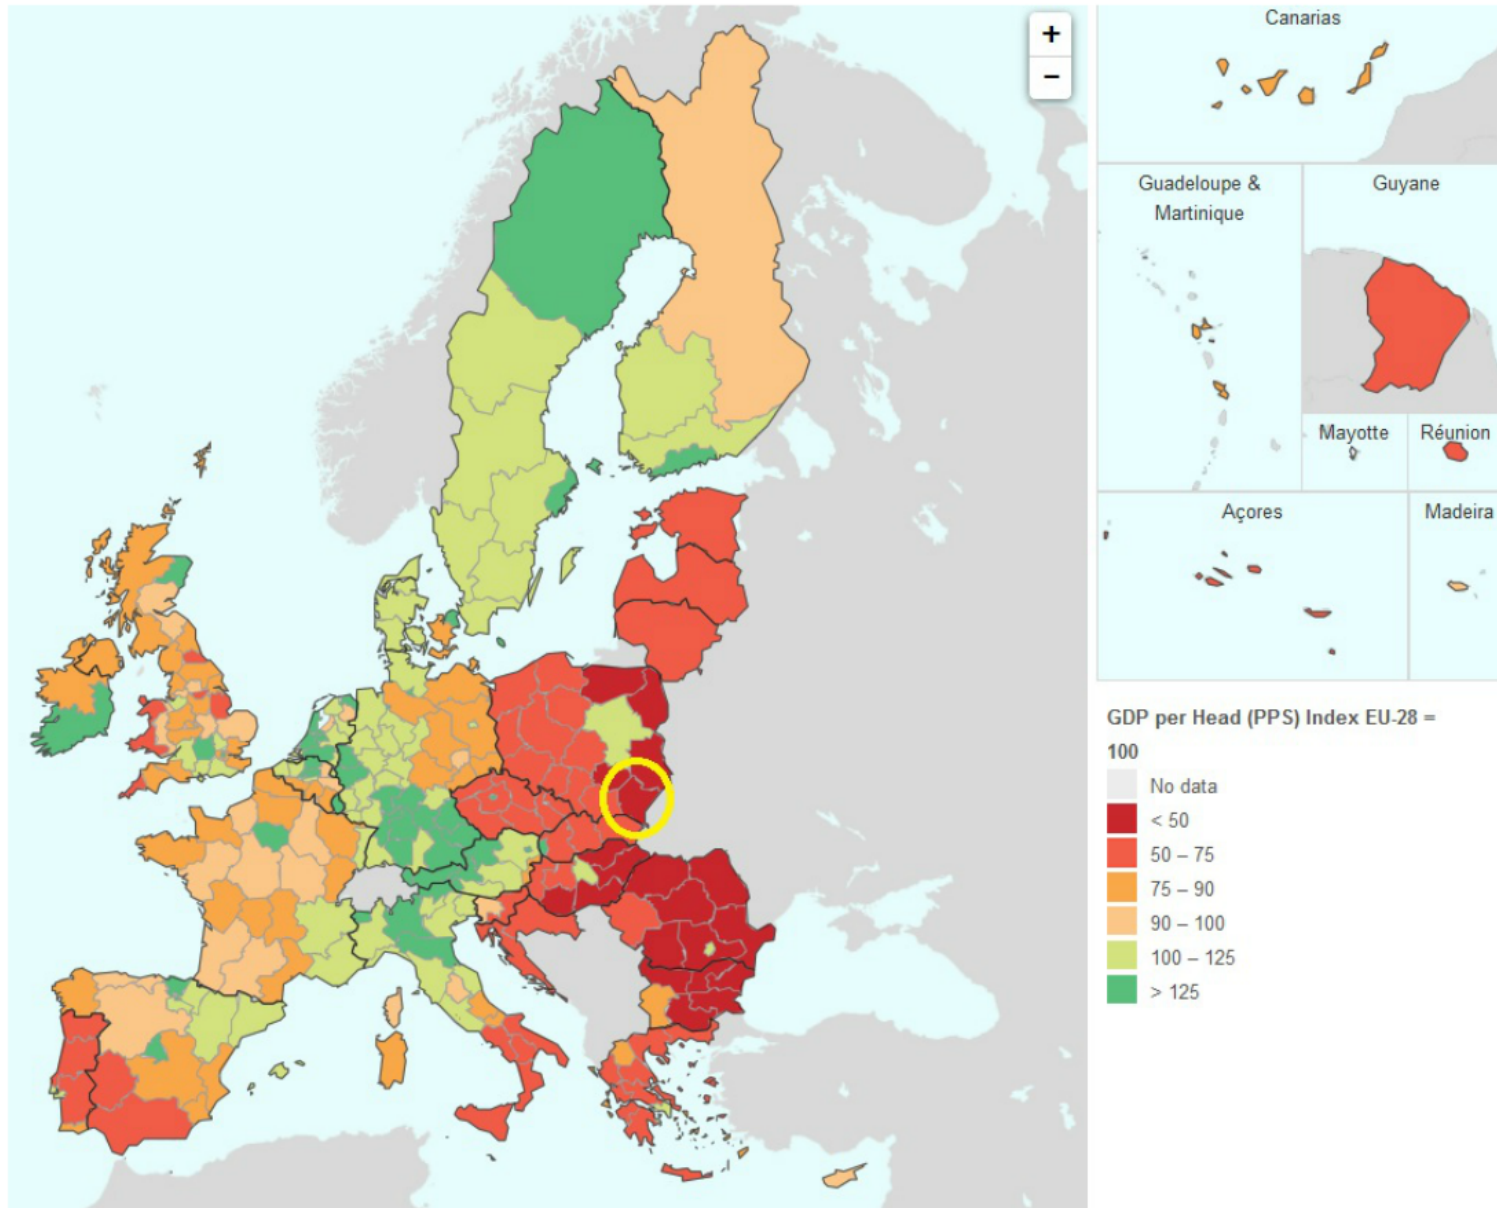 +
−
Canarias
Guadeloupe &
Martinique
Guyane
Mayotte
Réunion
Açores
Madeira
GDP per Head (PPS) Index EU-28 =
100
No data
< 50
50 – 75
75 – 90
90 – 100
100 – 125
> 125